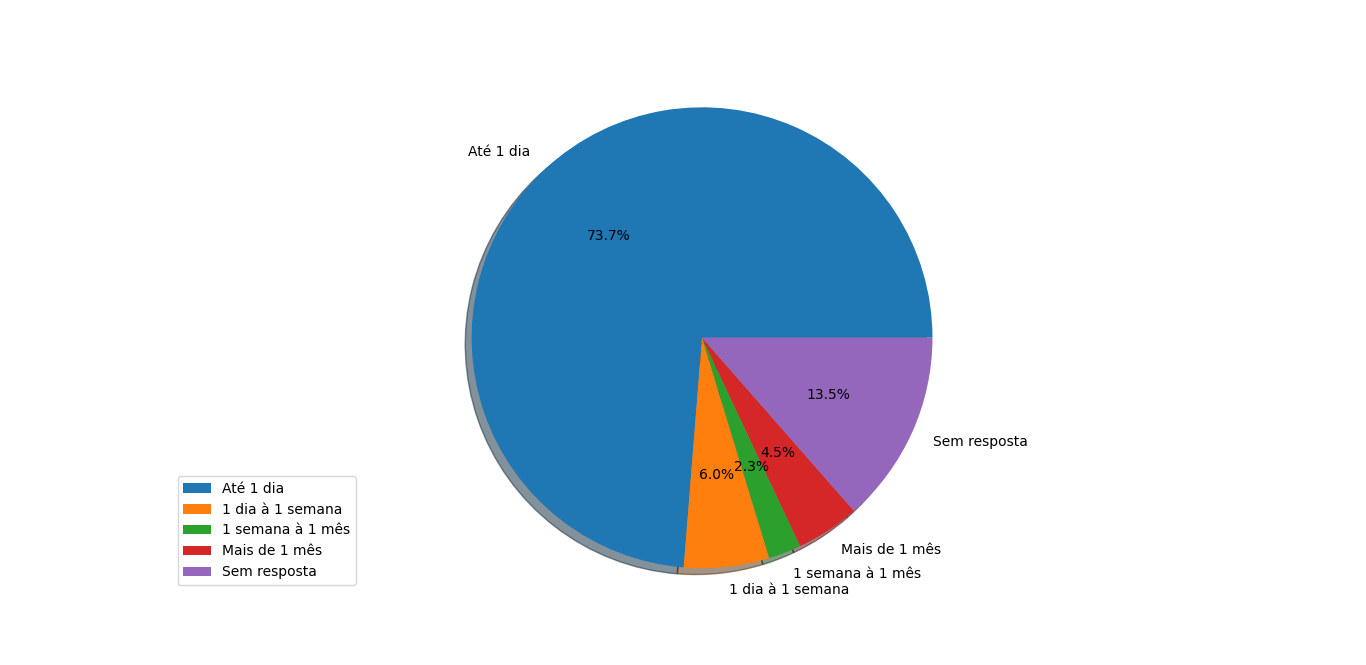 Até 1 dia
73.7%
13.5%
Sem resposta
4.5%
2.3%
6.0%
Mais de 1 mês
1 semana à 1 mês
1 dia à 1 semana
Até 1 dia
1 dia à 1 semana
1 semana à 1 mês
Mais de 1 mês
Sem resposta